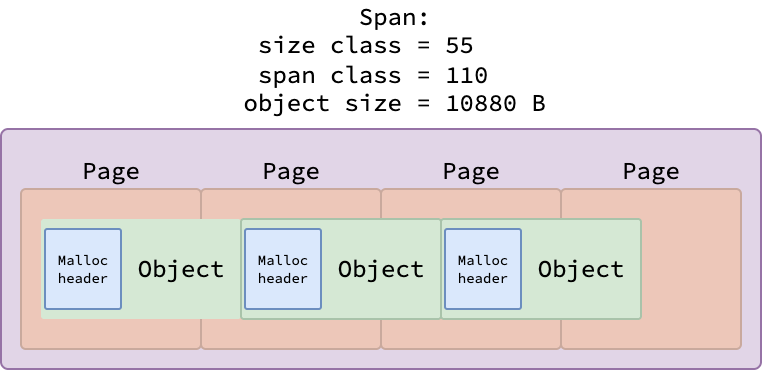 Span:
size class = 55
span class = 110
object size = 10880 B
Page Page Page Page
Malloc header Object Malloc header Object Malloc header Object